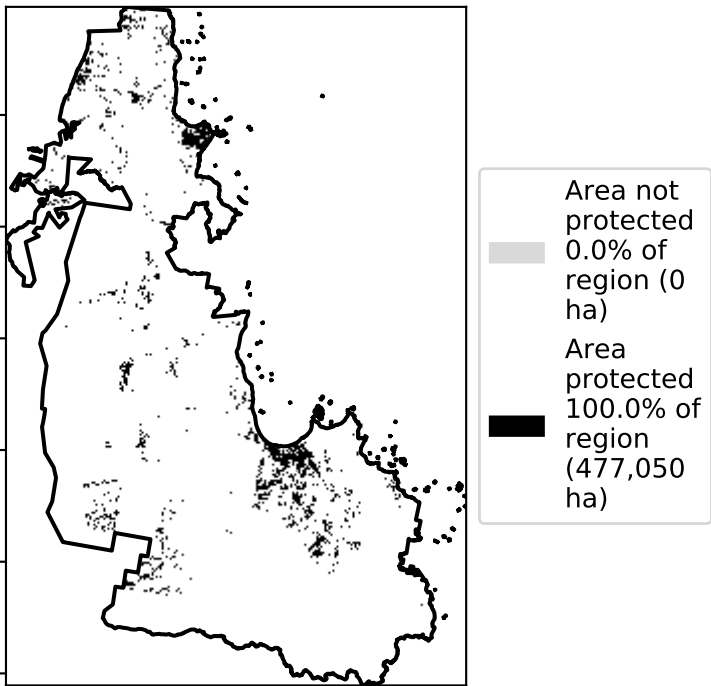 Area not
protected
0.0% of
region (0
ha)
Area
protected
100.0% of
region
(477,050
ha)